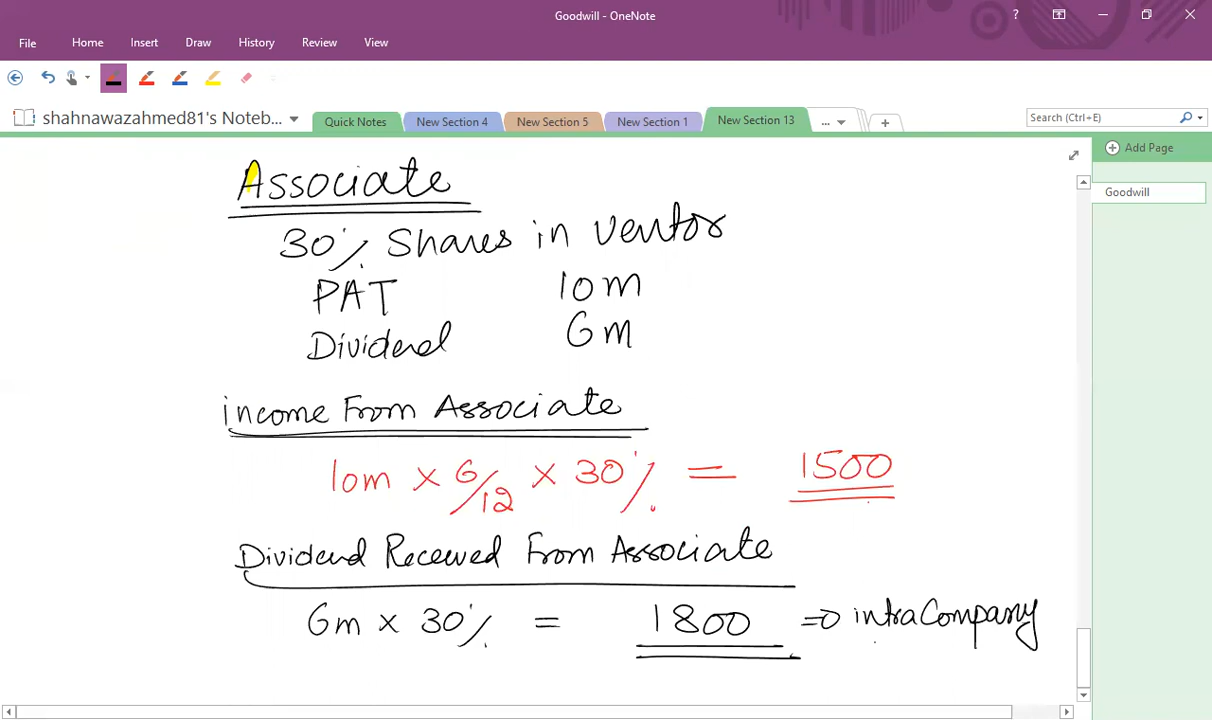 Goodwill - OneNote
?
File Home Insert Draw History Review View
shahnawazahmed81's Noteb...
Quick Notes New Section 4 New Section 5 New Section 1 New Section 13 ... +
Search (Ctrl+E)
Add Page
Goodwill
Associate
30% Shares in Ventor
PAT 10m
Dividend 6m
income From Associate
10m × 6/12 × 30% = 1500
Dividend Received From Associate
6m × 30% = 1800 => intraCompany